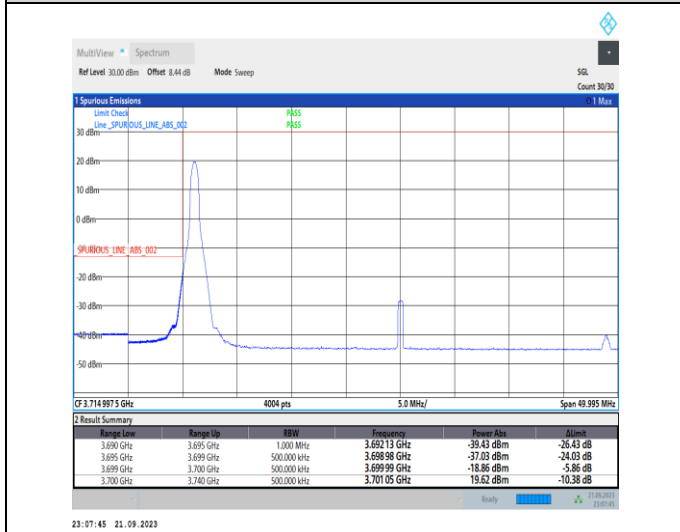 MultiView Spectrum
Ref Level 30.00 dBm Offset 8.44 dB Mode Sweep SGL
Count 30/30
1 Spurious Emissions 1 Max
Limit Check PASS
Line _SPURIOUS_LINE_ABS_002 PASS
30 dBm
20 dBm
10 dBm
0 dBm
SPURIOUS_LINE_ABS_002
-20 dBm
-30 dBm
-40 dBm
-50 dBm
CF 3.714 997 5 GHz 4004 pts 5.0 MHz/ Span 49.995 MHz
2 Result Summary
Range Low Range Up RBW Frequency Power Abs ΔLimit
3.690 GHz 3.695 GHz 1.000 MHz 3.692 13 GHz -39.43 dBm -26.43 dB
3.695 GHz 3.699 GHz 500.000 kHz 3.698 98 GHz -37.03 dBm -24.03 dB
3.699 GHz 3.700 GHz 500.000 kHz 3.699 99 GHz -18.86 dBm -5.86 dB
3.700 GHz 3.740 GHz 500.000 kHz 3.701 05 GHz 19.62 dBm -10.38 dB
Ready 21.09.2023
23:07:45
23:07:45 21.09.2023